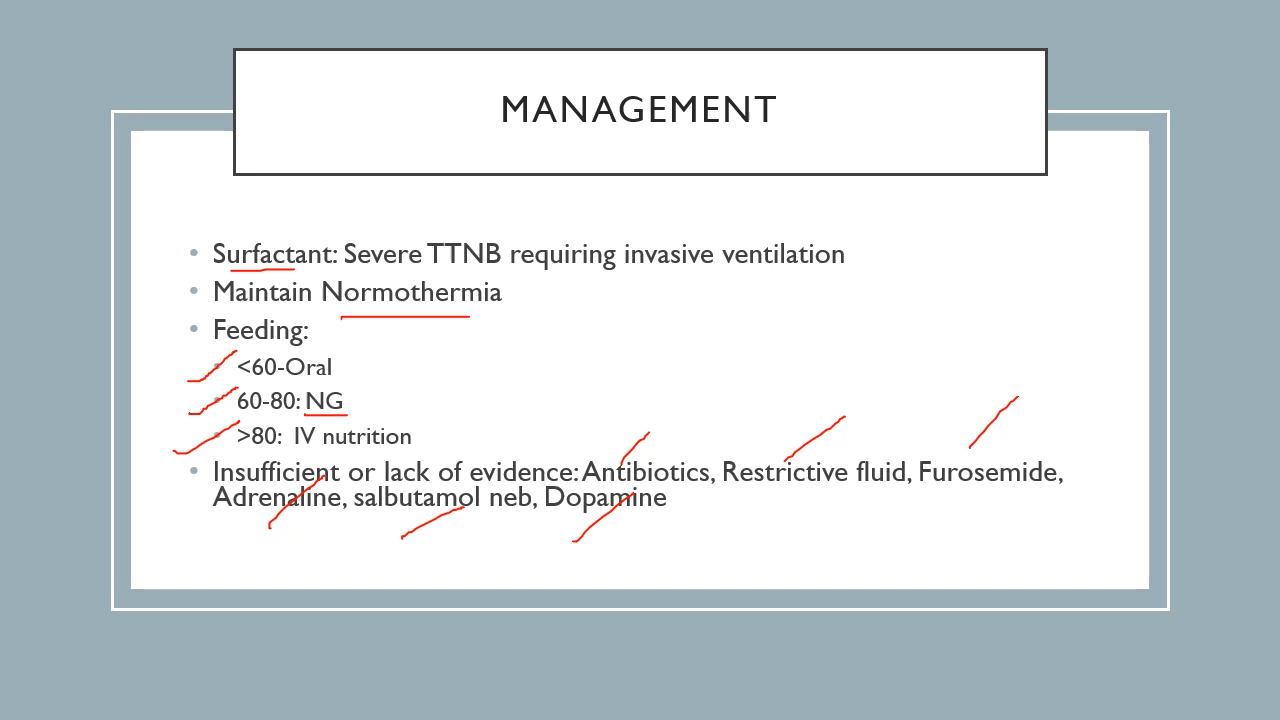 MANAGEMENT
• Surfactant: Severe TTNB requiring invasive ventilation
• Maintain Normothermia
• Feeding:
• <60-Oral
• 60-80: NG
• >80: IV nutrition
• Insufficient or lack of evidence: Antibiotics, Restrictive fluid, Furosemide,
Adrenaline, salbutamol neb, Dopamine